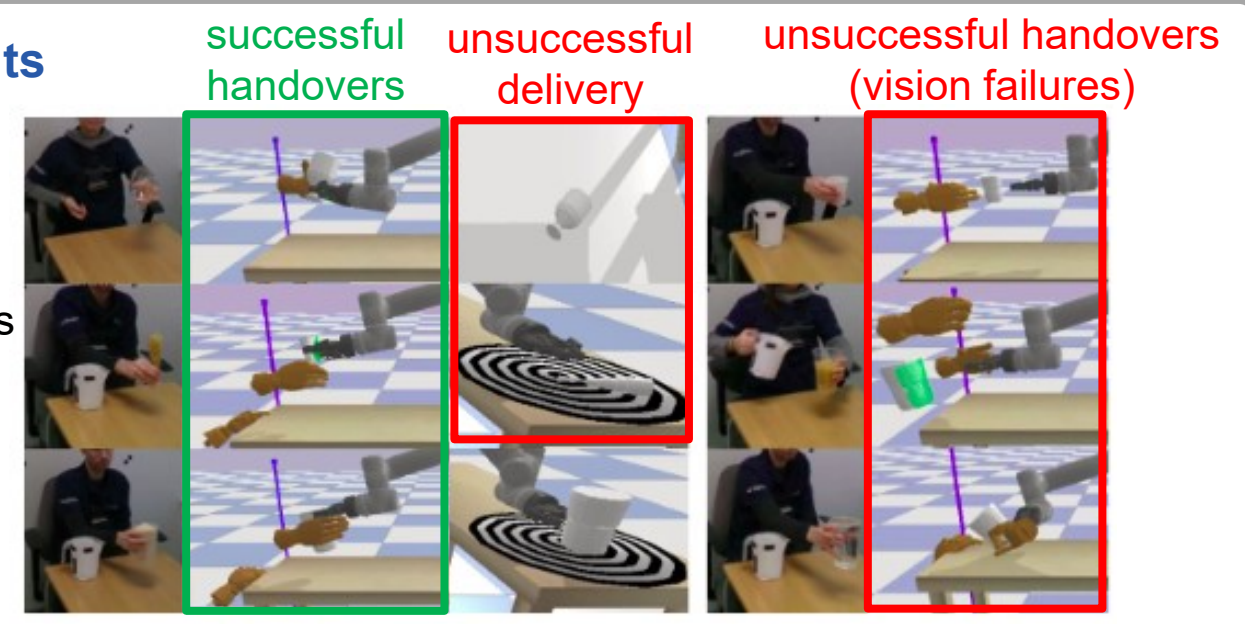 ts
successful
handovers
unsuccessful
delivery
unsuccessful handovers
(vision failures)
s